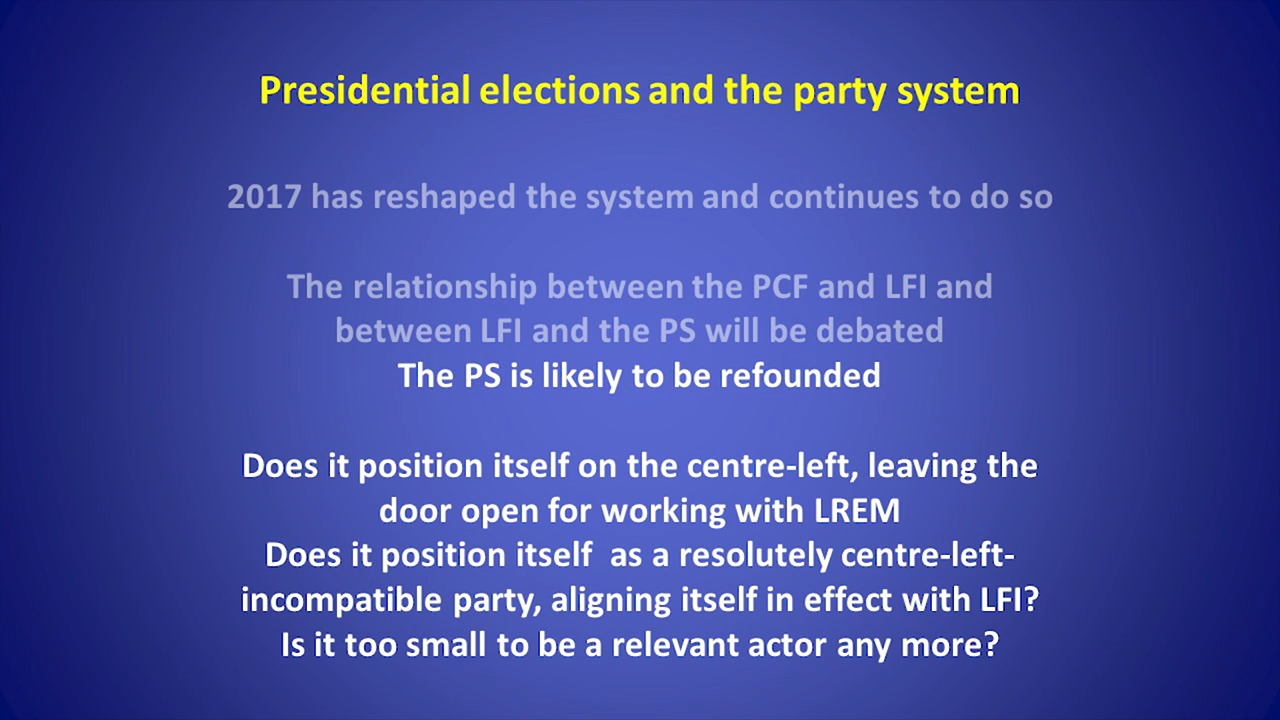 Presidential elections and the party system
2017 has reshaped the system and continues to do so
The relationship between the PCF and LFI and
between LFI and the PS will be debated
The PS is likely to be refounded
Does it position itself on the centre-left, leaving the
door open for working with LREM
Does it position itself  as a resolutely centre-left-
incompatible party, aligning itself in effect with LFI?
Is it too small to be a relevant actor any more?